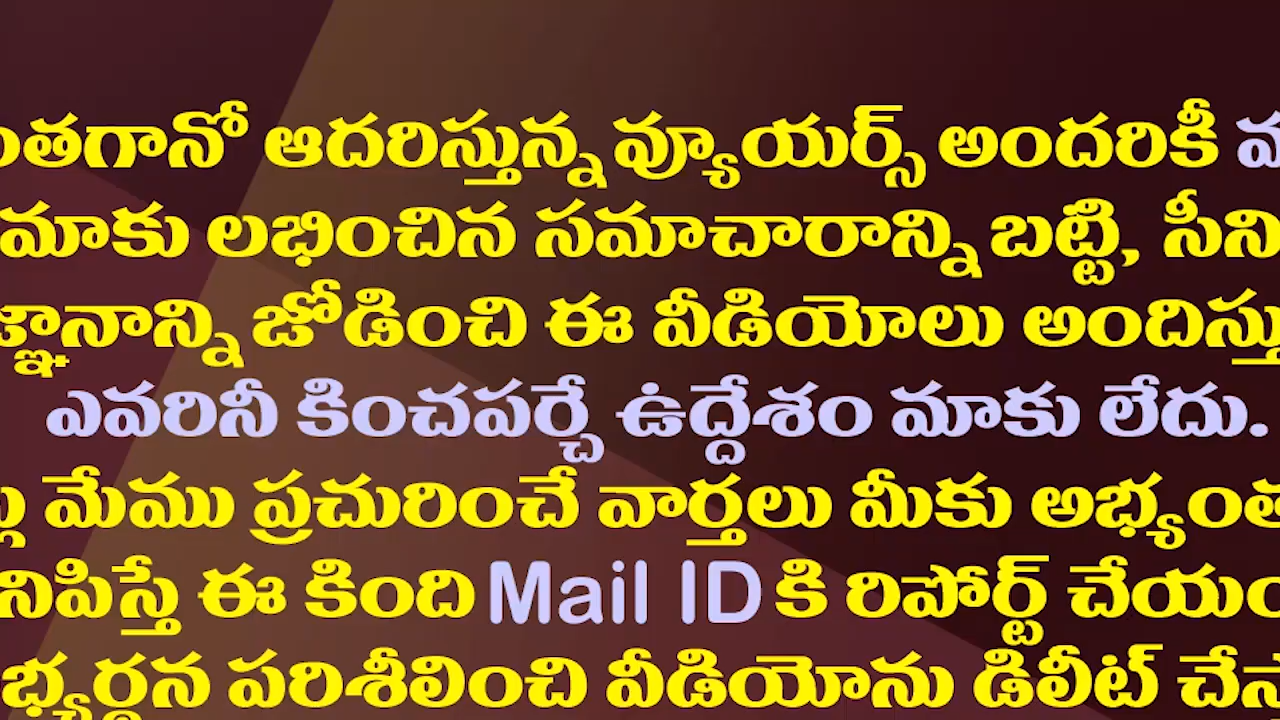 ఆదరిస్తున్న వ్యూయర్స్ అందరికీ
మాకు లభించిన సమాచారాన్ని బట్టి, సీని
జోడించి ఈ వీడియోలు
ఎవరినీ కించపర్చే ఉద్దేశం మాకు లేదు.
మేము ప్రచురించే వార్తలు మీకు
ఈ కింది Mail ID కి రిపోర్ట్
పరిశీలించి వీడియోను డిలీట్